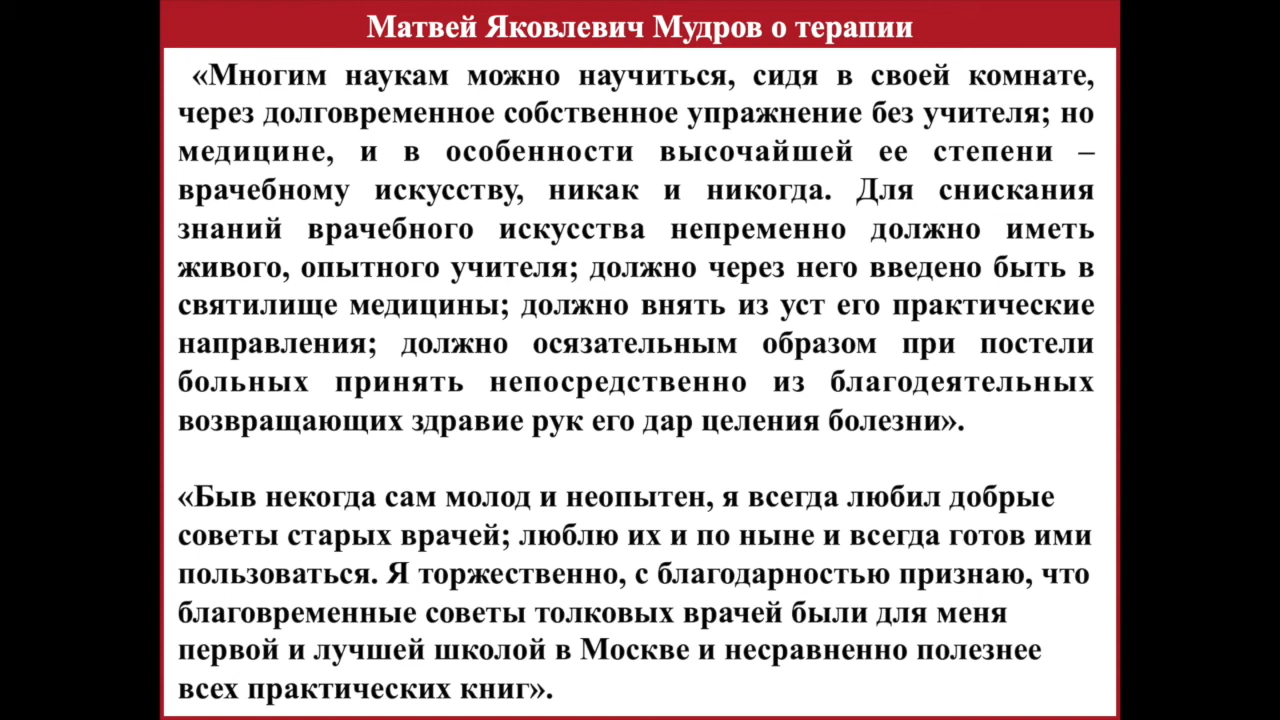 Матвей Яковлевич Мудров о терапии
«Многим наукам можно научиться, сидя в своей комнате,
через долговременное собственное упражнение без учителя; но
медицине, и в особенности высочайшей ее степени –
врачебному искусству, никак и никогда. Для снискания
знаний врачебного искусства непременно должно иметь
живого, опытного учителя; должно через него введено быть в
святилище медицины; должно внять из уст его практические
направления; должно осязательным образом при постели
больных принять непосредственно из благодеятельных
возвращающих здравие рук его дар целения болезни».
«Быв некогда сам молод и неопытен, я всегда любил добрые
советы старых врачей; люблю их и по ныне и всегда готов ими
пользоваться. Я торжественно, с благодарностью признаю, что
благовременные советы толковых врачей были для меня
первой и лучшей школой в Москве и несравненно полезнее
всех практических книг».